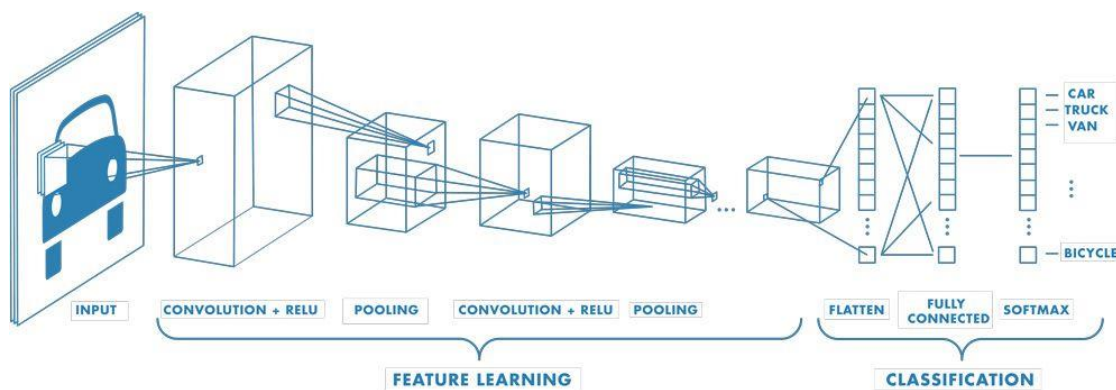 CAR
TRUCK
VAN
BICYCLE
INPUT
CONVOLUTION + RELU
POOLING
CONVOLUTION + RELU
POOLING
FLATTEN
FULLY
CONNECTED
SOFTMAX
FEATURE LEARNING
CLASSIFICATION